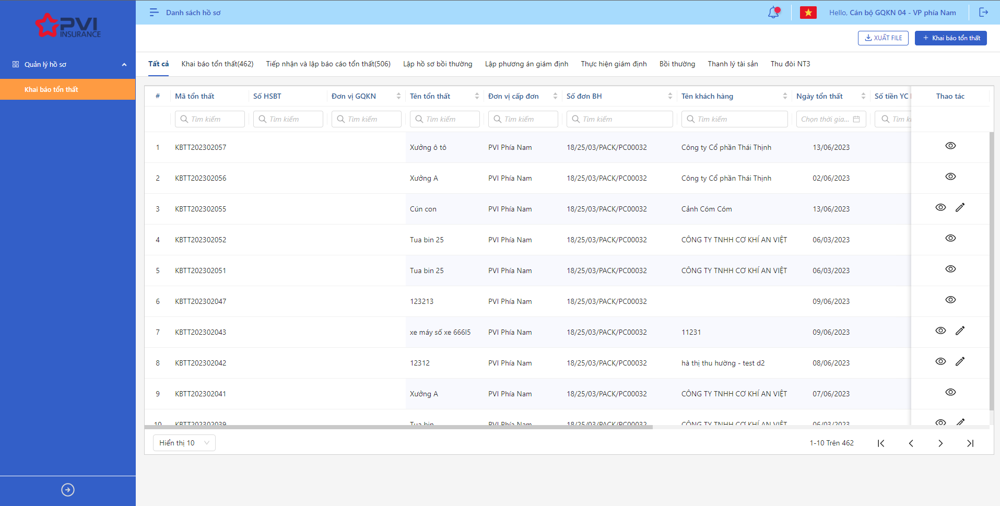 PVI
INSURANCE
Quản lý hồ sơ
Khai báo tổn thất
Danh sách hồ sơ
Hello, Cán bộ GQKN 04 - VP phía Nam
XUẤT FILE
+ Khai báo tổn thất
Tất cả Khai báo tổn thất(462) Tiếp nhận và lập báo cáo tổn thất(506) Lập hồ sơ bồi thường Lập phương án giám định Thực hiện giám định Bồi thường Thanh lý tài sản Thu đòi NT3
# Mã tổn thất Số HSBT Đơn vị GQKN Tên tổn thất Đơn vị cấp đơn Số đơn BH Tên khách hàng Ngày tổn thất Số tiền YC Thao tác
Tìm kiếm Tìm kiếm Tìm kiếm Tìm kiếm Tìm kiếm Tìm kiếm Tìm kiếm Chọn thời gia... Tìm k
1 KBTT202302057 Xưởng ô tô PVI Phía Nam 18/25/03/PACK/PC00032 Công ty Cổ phần Thái Thịnh 13/06/2023
2 KBTT202302056 Xưởng A PVI Phía Nam 18/25/03/PACK/PC00032 Công ty Cổ phần Thái Thịnh 02/06/2023
3 KBTT202302055 Cún con PVI Phía Nam 18/25/03/PACK/PC00032 Cảnh Cóm Cóm 13/06/2023
4 KBTT202302052 Tua bin 25 PVI Phía Nam 18/25/03/PACK/PC00032 CÔNG TY TNHH CƠ KHÍ AN VIỆT 06/03/2023
5 KBTT202302051 Tua bin 25 PVI Phía Nam 18/25/03/PACK/PC00032 CÔNG TY TNHH CƠ KHÍ AN VIỆT 06/03/2023
6 KBTT202302047 123213 PVI Phía Nam 18/25/03/PACK/PC00032 09/06/2023
7 KBTT202302043 xe máy số xe 666l5 PVI Phía Nam 18/25/03/PACK/PC00032 11231 09/06/2023
8 KBTT202302042 12312 PVI Phía Nam 18/25/03/PACK/PC00032 hà thị thu hường - test d2 08/06/2023
9 KBTT202302041 Xưởng A PVI Phía Nam 18/25/03/PACK/PC00032 CÔNG TY TNHH CƠ KHÍ AN VIỆT 07/06/2023
10 KBTT202302039 Tua bin PVI Phía Nam 18/25/03/PACK/PC00032 CÔNG TY TNHH CƠ KHÍ AN VIỆT 06/03/2023
Hiển thị 10
1-10 Trên 462